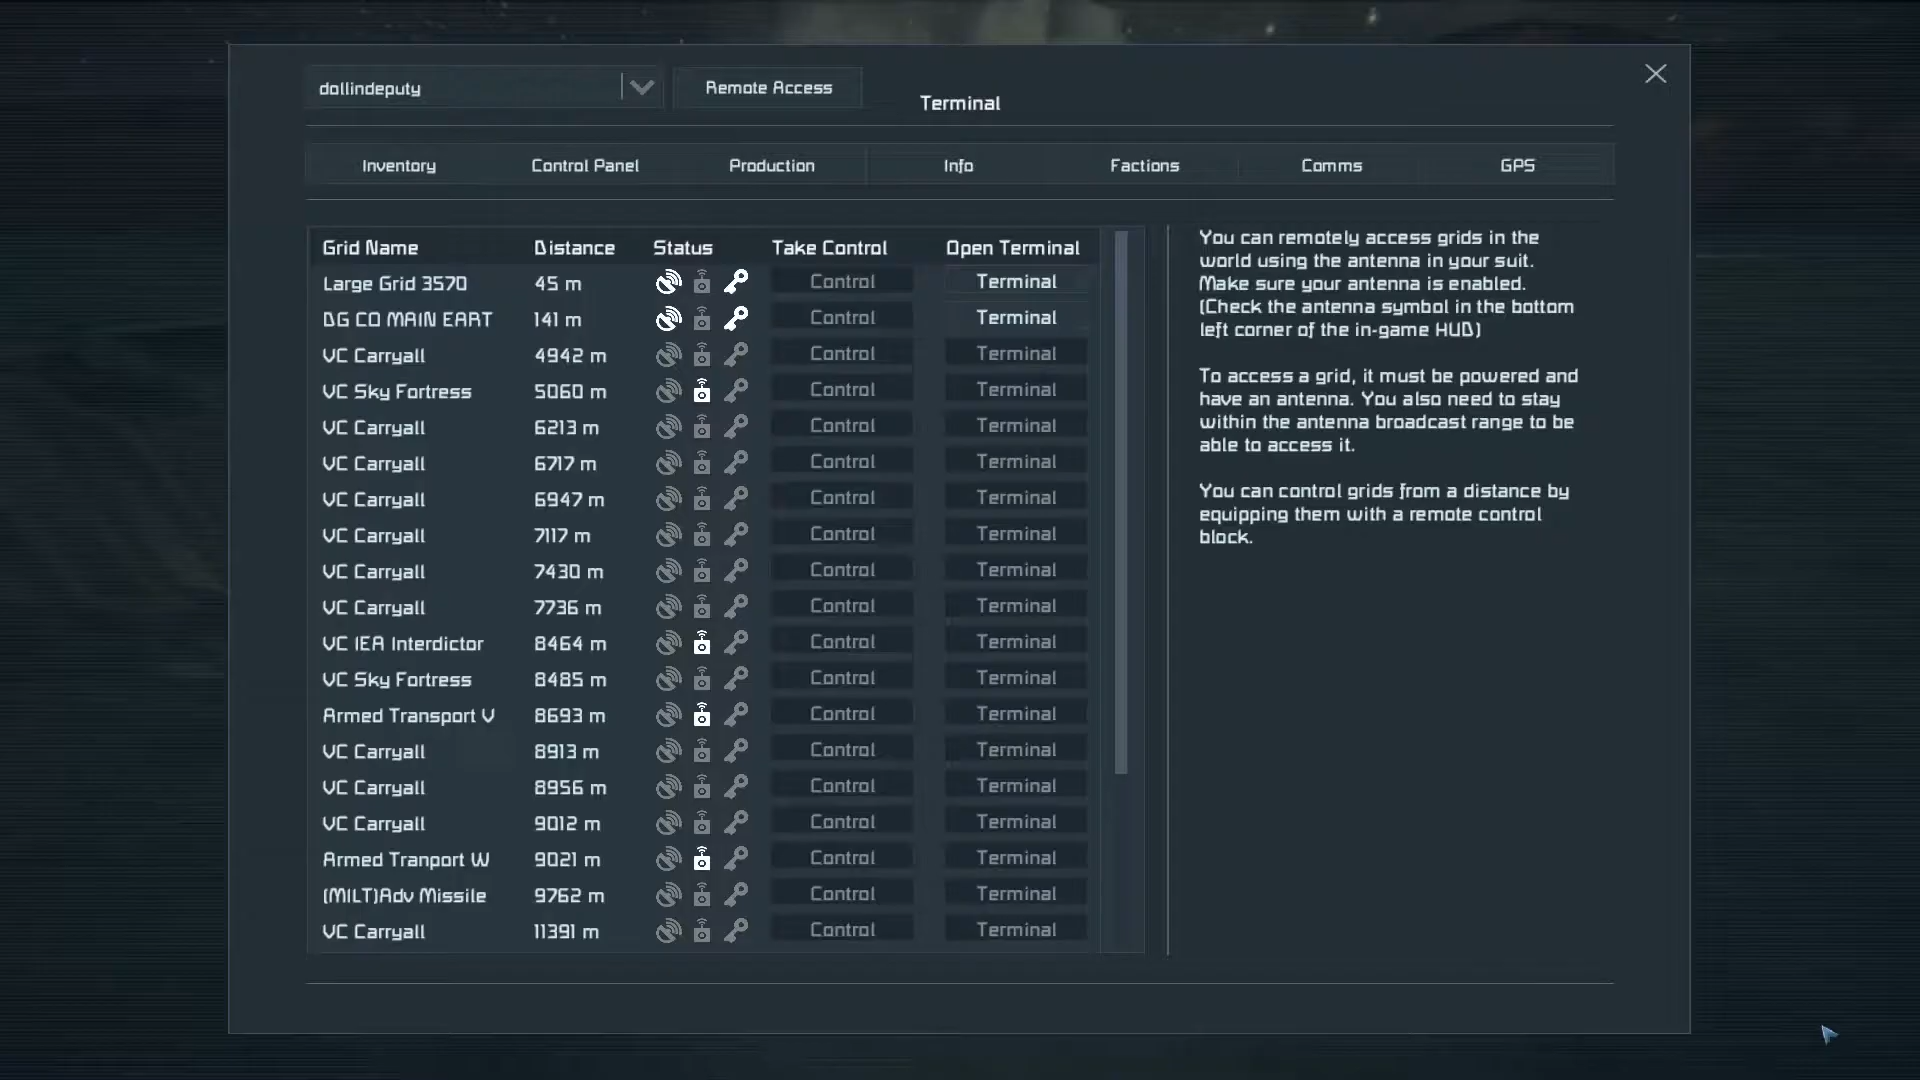 dollindeputy
Remote Access
Terminal
Inventory Control Panel Production Info Factions Comms GPS
Grid Name Distance Status Take Control Open Terminal
Large Grid 3570 45 m Control Terminal
DG CO MAIN EART 141 m Control Terminal
VC Carryall 4942 m Control Terminal
VC Sky Fortress 5060 m Control Terminal
VC Carryall 6213 m Control Terminal
VC Carryall 6717 m Control Terminal
VC Carryall 6947 m Control Terminal
VC Carryall 7117 m Control Terminal
VC Carryall 7430 m Control Terminal
VC Carryall 7736 m Control Terminal
VC IEA Interdictor 8464 m Control Terminal
VC Sky Fortress 8485 m Control Terminal
Armed Transport V 8693 m Control Terminal
VC Carryall 8913 m Control Terminal
VC Carryall 8956 m Control Terminal
VC Carryall 9012 m Control Terminal
Armed Tranport W 9021 m Control Terminal
(MILT)Adv Missile 9762 m Control Terminal
VC Carryall 11391 m Control Terminal
You can remotely access grids in the
world using the antenna in your suit.
Make sure your antenna is enabled.
(Check the antenna symbol in the bottom
left corner of the in-game HUD)
To access a grid, it must be powered and
have an antenna. You also need to stay
within the antenna broadcast range to be
able to access it.
You can control grids from a distance by
equipping them with a remote control
block.